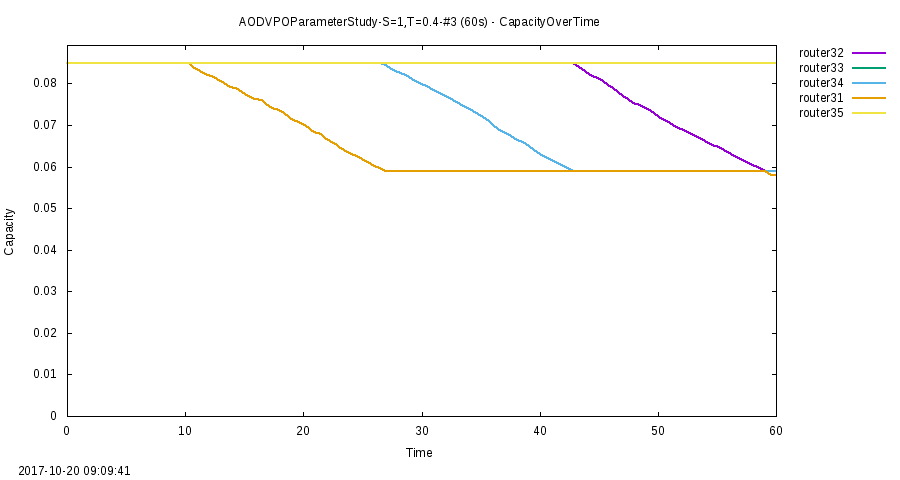 AODVPOParameterStudy-S=1,T=0.4-#3 (60s) - CapacityOverTime
router32
router33
router34
router31
router35
0.08
0.07
0.06
0.05
0.04
0.03
0.02
0.01
0
Capacity
0 10 20 30 40 50 60
Time
2017-10-20 09:09:41